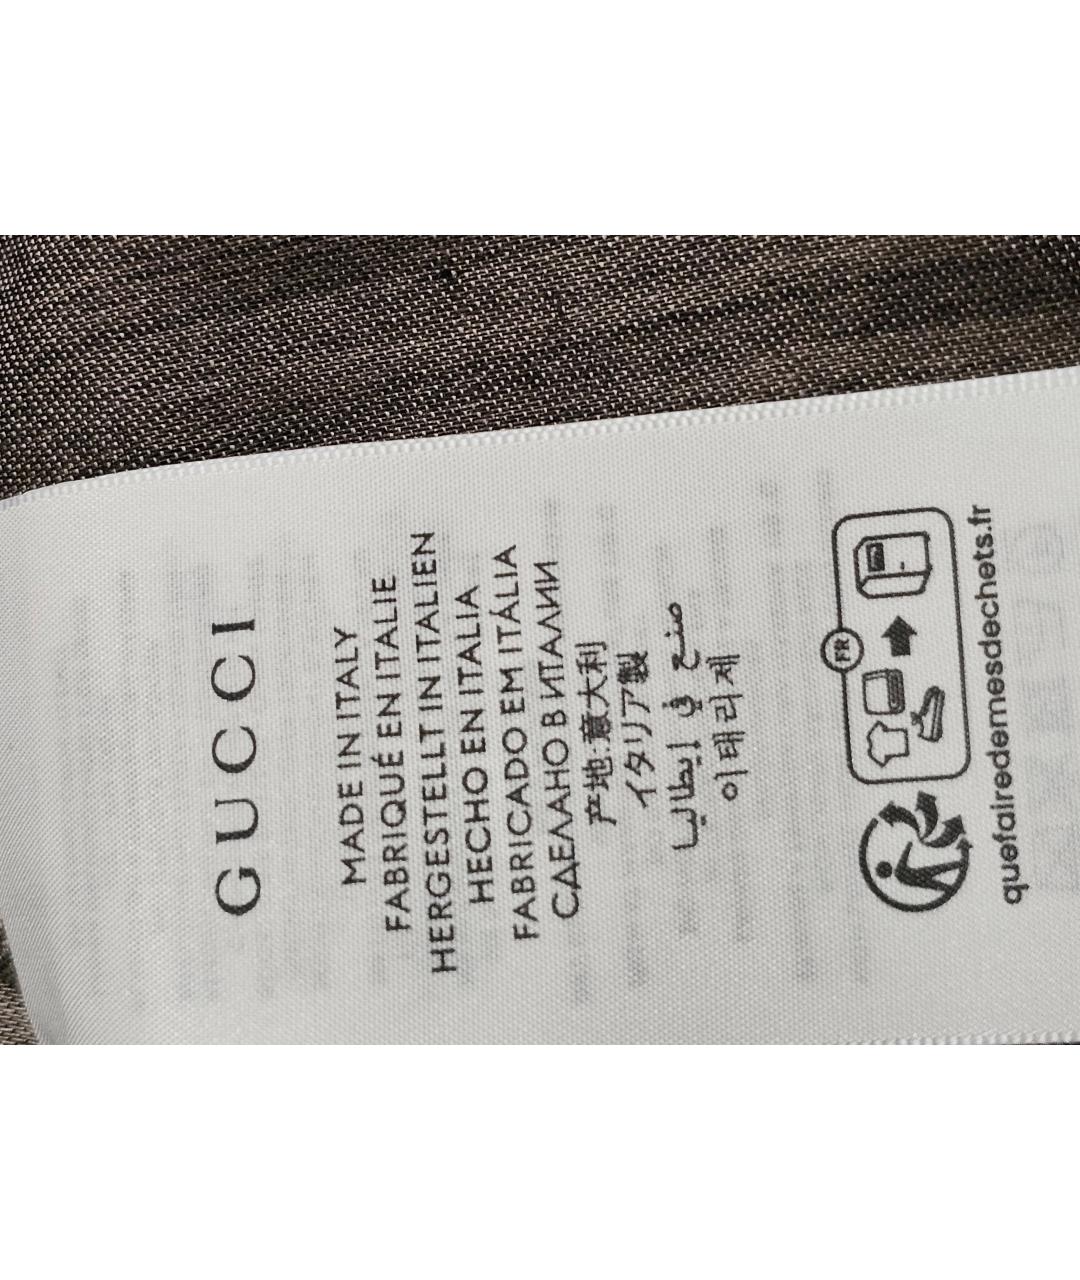 GUCCI
MADE IN ITALY
FABRIQUÉ EN ITALIE
HERGESTELLT IN ITALIEN
HECHO EN ITALIA
FABRICADO EM ITÁLIA
СДЕЛАНО В ИТАЛИИ
产地:意大利
イタリア製
صنع في إيطاليا
이태리제
FR
quefairedemesdechets.fr